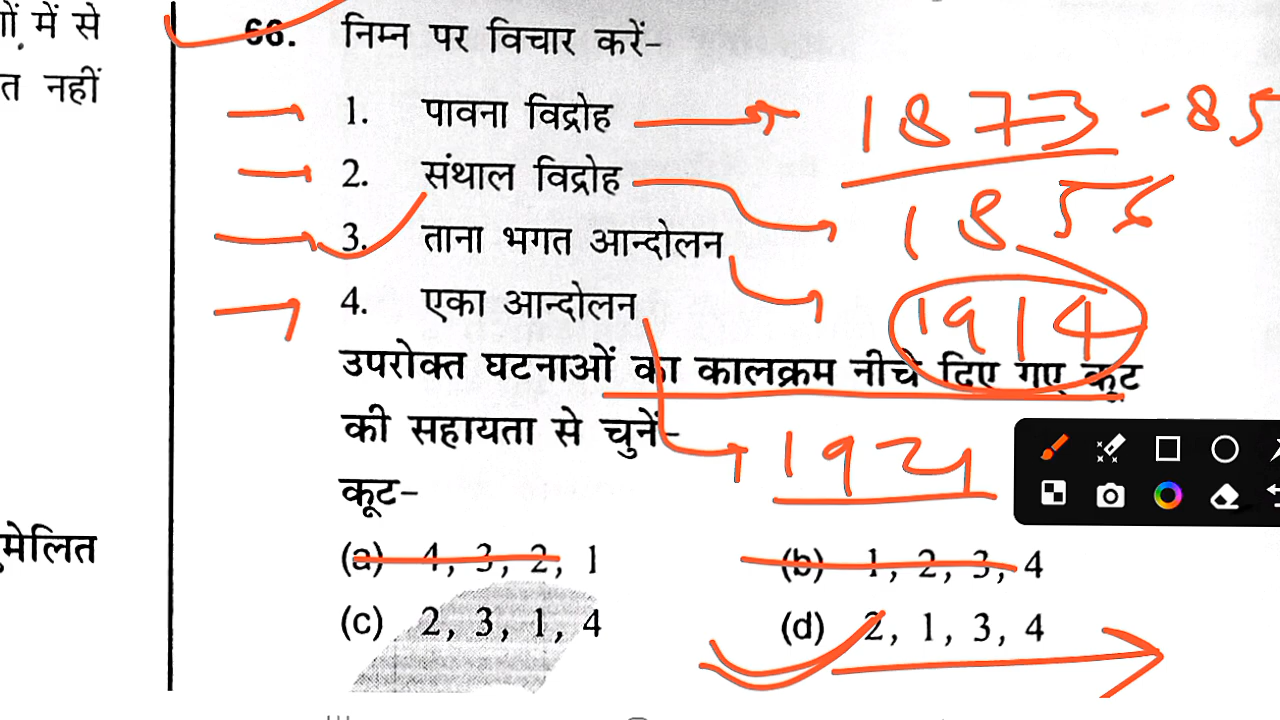 ों में से
त नहीं
ुमेलित
66. निम्न पर विचार करें-
1. पावना विद्रोह 1873 - 85
2. संथाल विद्रोह 1855
3. ताना भगत आन्दोलन 1914
4. एका आन्दोलन
उपरोक्त घटनाओं का कालक्रम नीचे दिए गए कूट
की सहायता से चुनें- 1921
कूट-
(a) 4, 3, 2, 1 (b) 1, 2, 3, 4
(c) 2, 3, 1, 4 (d) 2, 1, 3, 4